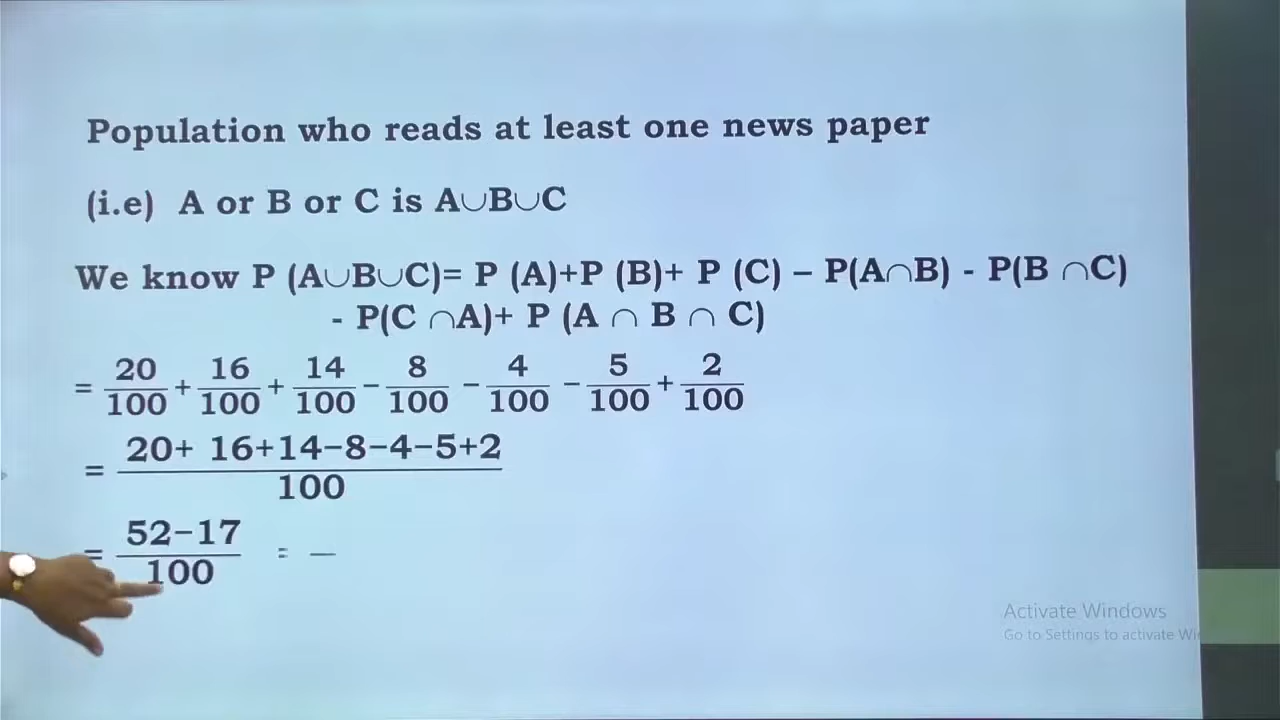 Population who reads at least one news paper
(i.e) A or B or C is A∪B∪C
We know P (A∪B∪C)= P (A)+P (B)+ P (C) – P(A∩B) - P(B ∩C)
- P(C ∩A)+ P (A ∩ B ∩ C)
= 20/100 + 16/100 + 14/100 − 8/100 − 4/100 − 5/100 + 2/100
= 20+ 16+14−8−4−5+2/100
= 52−17/100 = —
Activate Windows
Go to Settings to activate